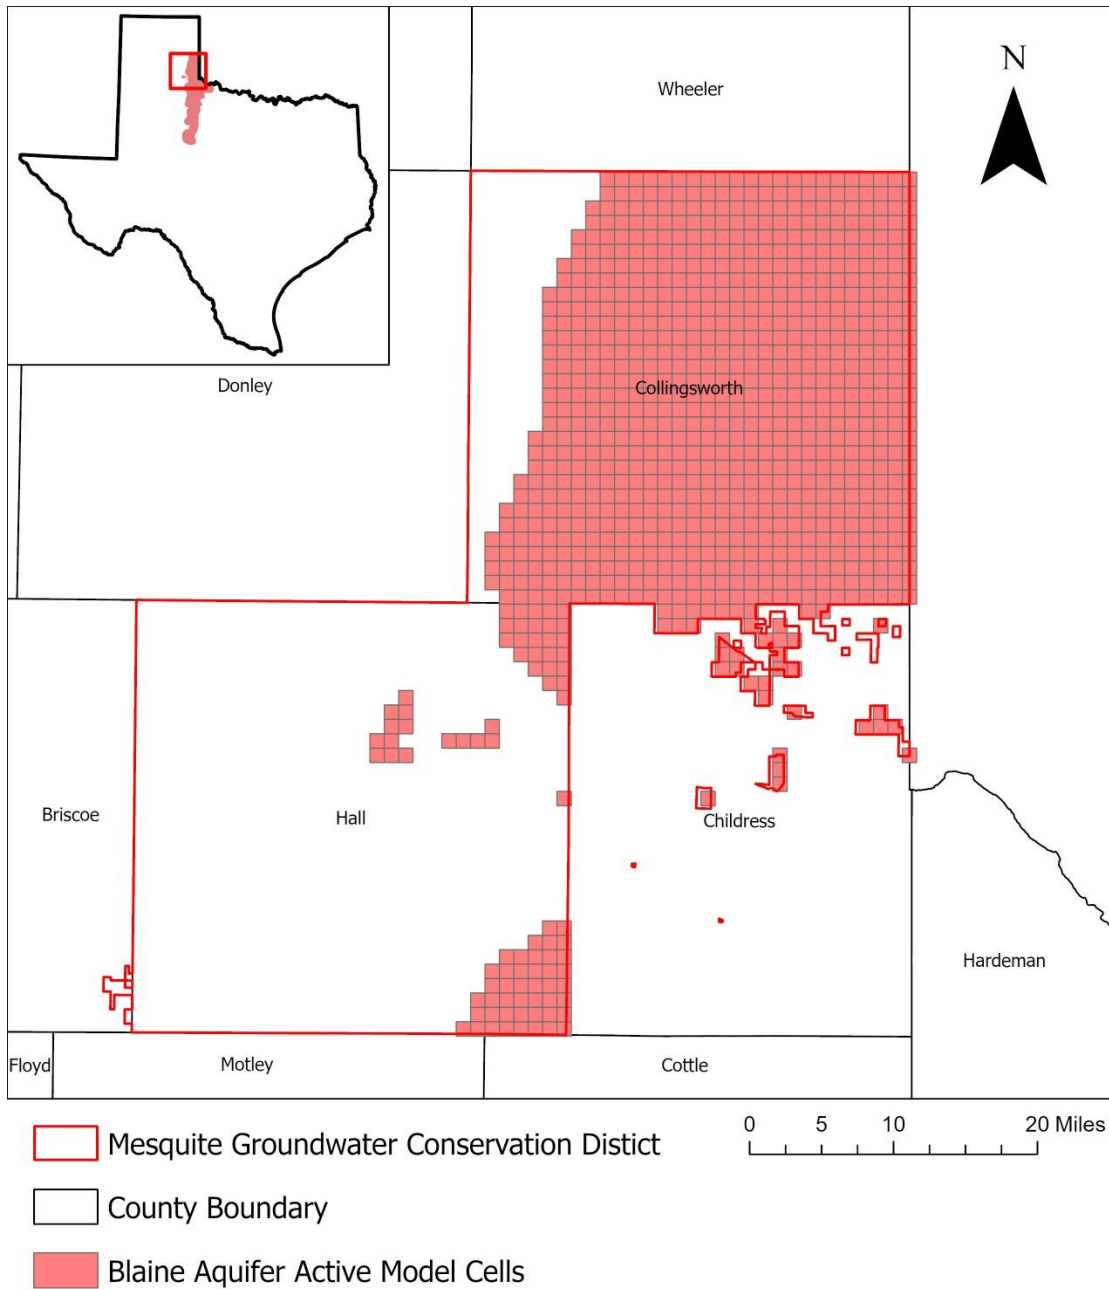 N
Wheeler
Donley
Collingsworth
Briscoe
Hall
Childress
Hardeman
Floyd
Motley
Cottle
0 5 10 20 Miles
Mesquite Groundwater Conservation Distict
County Boundary
Blaine Aquifer Active Model Cells